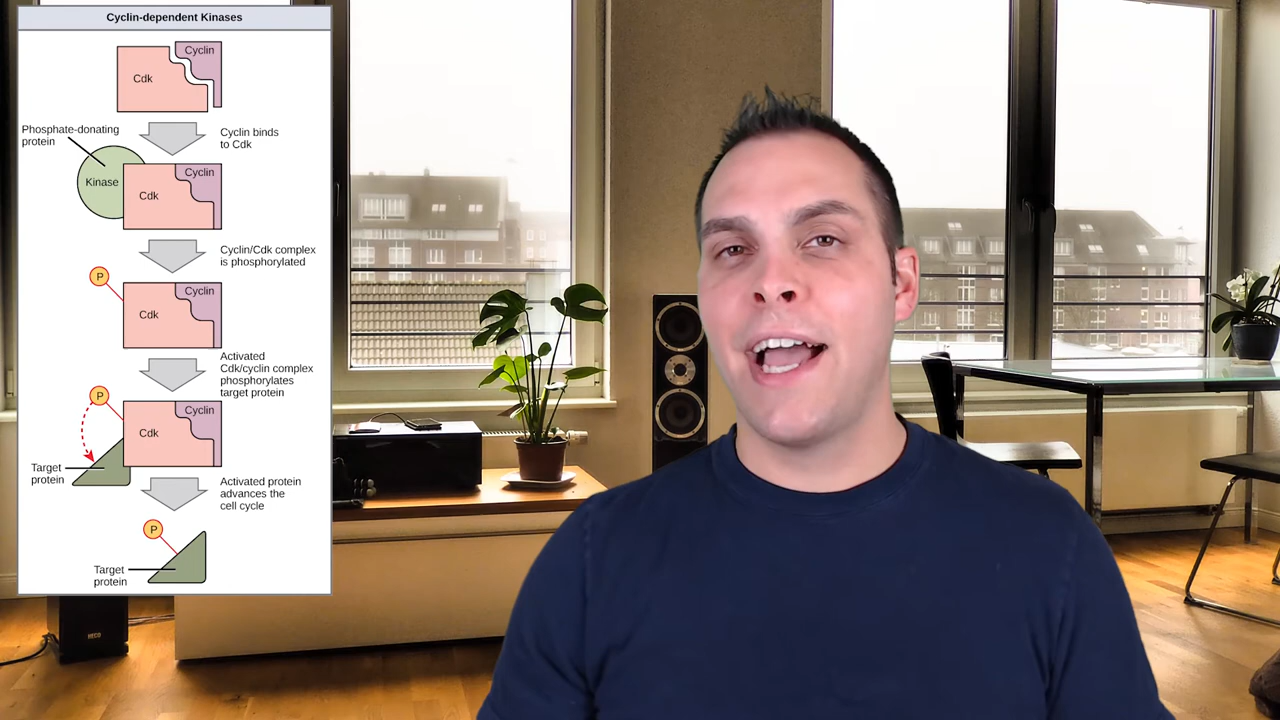 Cyclin-dependent Kinases
Cyclin
Cdk
Phosphate-donating
protein
Cyclin binds
to Cdk
Kinase
Cdk
Cyclin
Cyclin/Cdk complex
is phosphorylated
P
Cyclin
Cdk
Activated
Cdk/cyclin complex
phosphorylates
target protein
P
Cyclin
Cdk
Target
protein
Activated protein
advances the
cell cycle
P
Target
protein
HECO